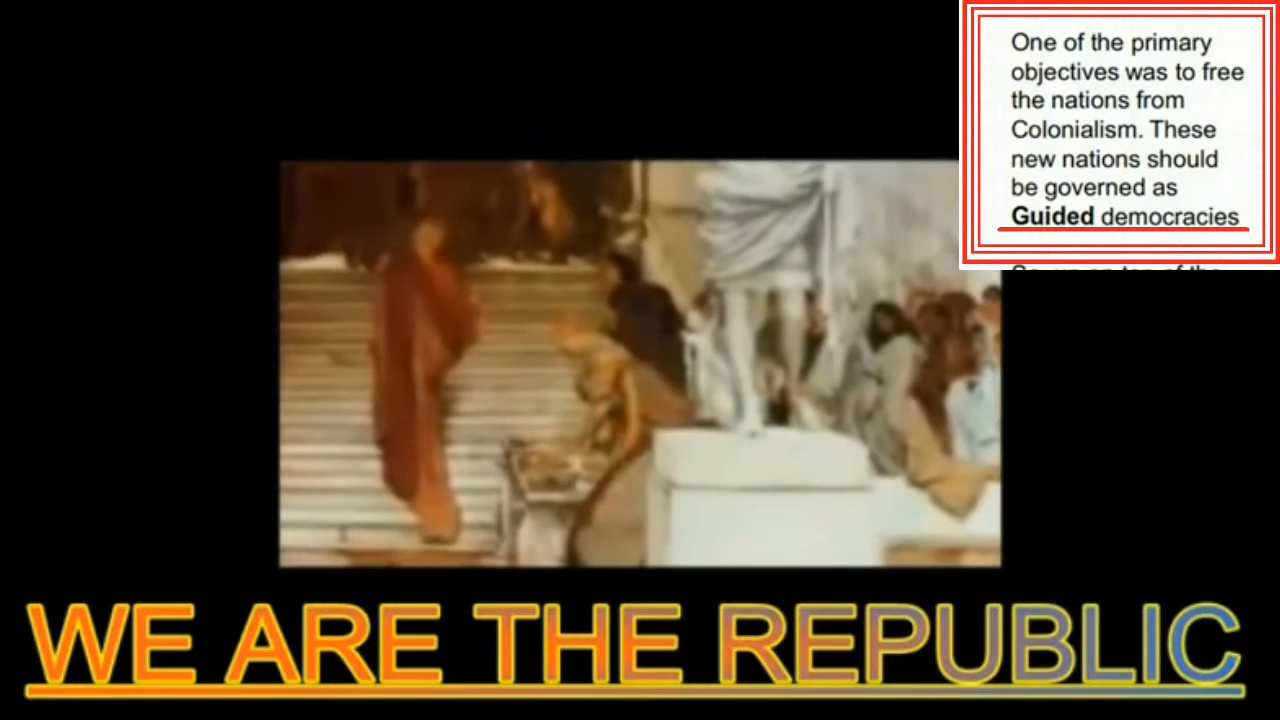 One of the primary
objectives was to free
the nations from
Colonialism. These
new nations should
be governed as
Guided democracies
WE ARE THE REPUBLIC